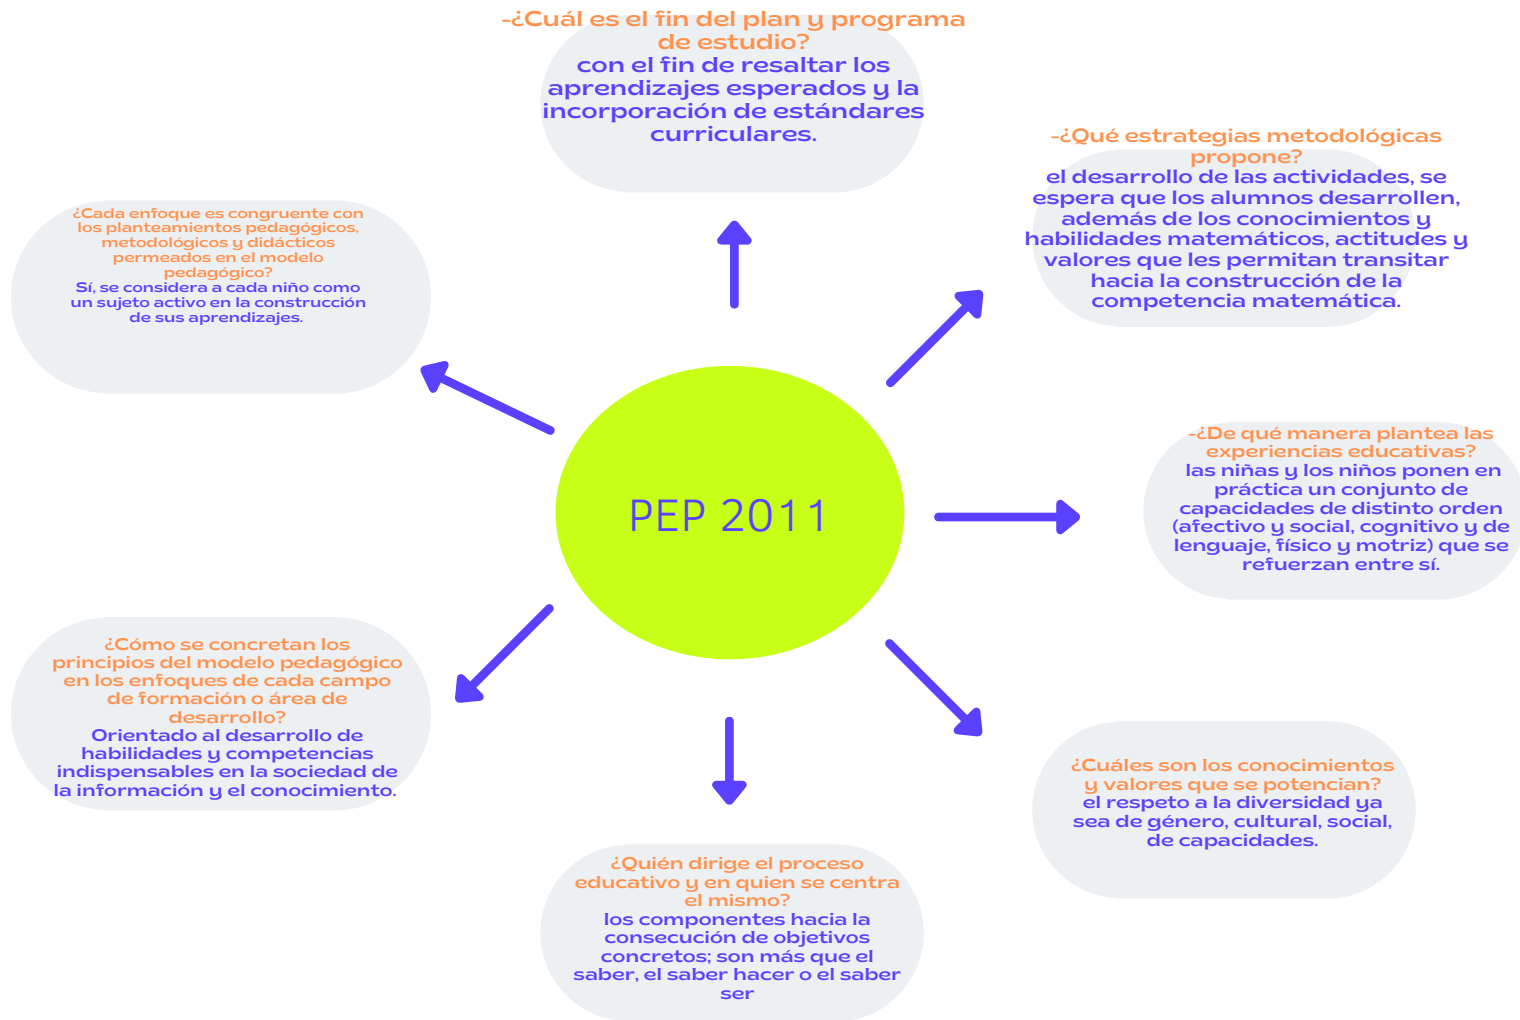 -¿Cuál es el fin del plan y programa
de estudio?
con el fin de resaltar los
aprendizajes esperados y la
incorporación de estándares
curriculares.
-¿Qué estrategias metodológicas
propone?
el desarrollo de las actividades, se
espera que los alumnos desarrollen,
además de los conocimientos y
habilidades matemáticos, actitudes y
valores que les permitan transitar
hacia la construcción de la
competencia matemática.
¿Cada enfoque es congruente con
los planteamientos pedagógicos,
metodológicos y didácticos
permeados en el modelo
pedagógico?
Sí, se considera a cada niño como
un sujeto activo en la construcción
de sus aprendizajes.
-¿De qué manera plantea las
experiencias educativas?
las niñas y los niños ponen en
práctica un conjunto de
capacidades de distinto orden
(afectivo y social, cognitivo y de
lenguaje, físico y motriz) que se
refuerzan entre sí.
PEP 2011
¿Cómo se concretan los
principios del modelo pedagógico
en los enfoques de cada campo
de formación o área de
desarrollo?
Orientado al desarrollo de
habilidades y competencias
indispensables en la sociedad de
la información y el conocimiento.
¿Cuáles son los conocimientos
y valores que se potencian?
el respeto a la diversidad ya
sea de género, cultural, social,
de capacidades.
¿Quién dirige el proceso
educativo y en quien se centra
el mismo?
los componentes hacia la
consecución de objetivos
concretos; son más que el
saber, el saber hacer o el saber
ser